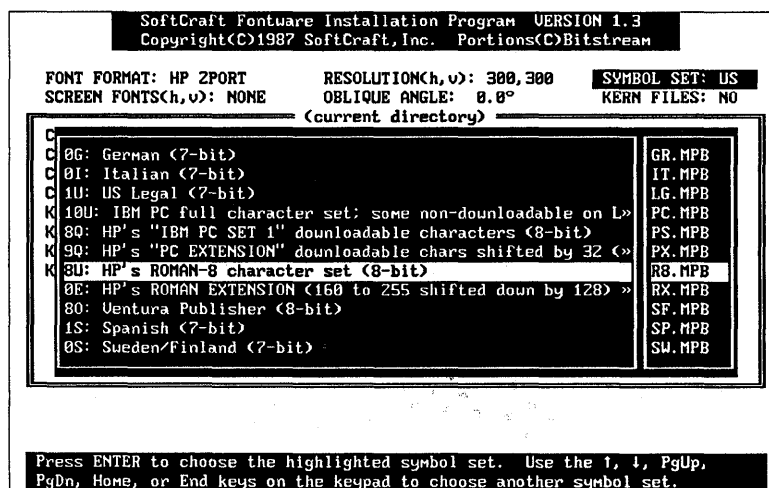 SoftCraft Fontware Installation Program VERSION 1.3
Copyright(C)1987 SoftCraft,Inc. Portions(C)Bitstream
FONT FORMAT: HP 2PORT RESOLUTION(h,v): 300,300 SYMBOL SET: US
SCREEN FONTS(h,v): NONE OBLIQUE ANGLE: 0.0° KERN FILES: NO
(current directory)
C
C 0G: German (7-bit) GR.MPB
C 0I: Italian (7-bit) IT.MPB
C 1U: US Legal (7-bit) LG.MPB
K 10U: IBM PC full character set; some non-downloadable on L» PC.MPB
K 8Q: HP's "IBM PC SET 1" downloadable characters (8-bit) PS.MPB
K 9Q: HP's "PC EXTENSION" downloadable chars shifted by 32 (» PX.MPB
K 8U: HP's ROMAN-8 character set (8-bit) R8.MPB
0E: HP's ROMAN EXTENSION (160 to 255 shifted down by 128) » RX.MPB
8O: Ventura Publisher (8-bit) SF.MPB
1S: Spanish (7-bit) SP.MPB
0S: Sweden/Finland (7-bit) SW.MPB
Press ENTER to choose the highlighted symbol set. Use the ↑, ↓, PgUp,
PgDn, Home, or End keys on the keypad to choose another symbol set.